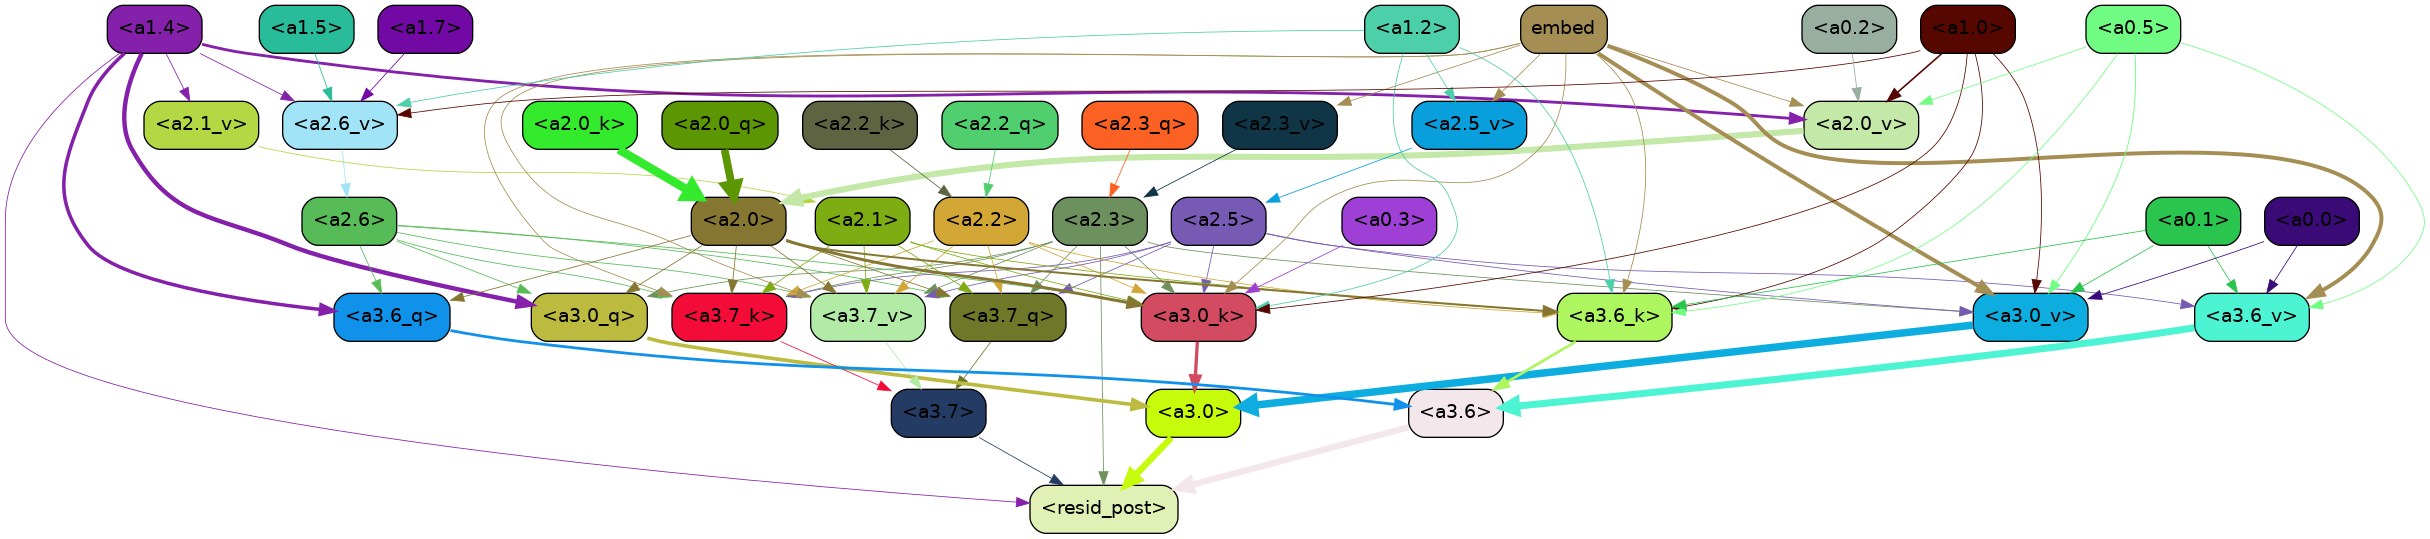 <a1.4> <a1.5> <a1.7> <a1.2> embed <a0.2> <a1.0> <a0.5>
<a2.1_v> <a2.6_v> <a2.0_k> <a2.0_q> <a2.2_k> <a2.2_q> <a2.3_q> <a2.3_v> <a2.5_v> <a2.0_v>
<a2.6> <a2.0> <a2.1> <a2.2> <a2.3> <a2.5> <a0.3> <a0.1> <a0.0>
<a3.6_q> <a3.0_q> <a3.7_k> <a3.7_v> <a3.7_q> <a3.0_k> <a3.6_k> <a3.0_v> <a3.6_v>
<a3.7> <a3.0> <a3.6>
<resid_post>